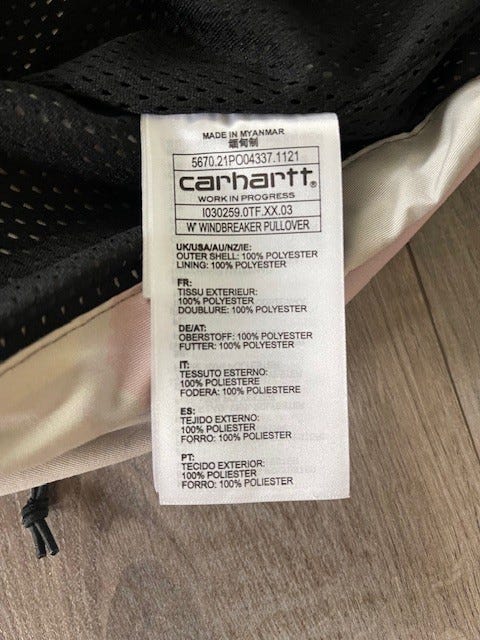 MADE IN MYANMAR
缅甸制
5670.21PO04337.1121
carhartt®
WORK IN PROGRESS
I030259.0TF.XX.03
W' WINDBREAKER PULLOVER
UK/USA/AU/NZ/IE:
OUTER SHELL: 100% POLYESTER
LINING: 100% POLYESTER
FR:
TISSU EXTERIEUR:
100% POLYESTER
DOUBLURE: 100% POLYESTER
DE/AT:
OBERSTOFF: 100% POLYESTER
FUTTER: 100% POLYESTER
IT:
TESSUTO ESTERNO:
100% POLIESTERE
FODERA: 100% POLIESTERE
ES:
TEJIDO EXTERNO:
100% POLIESTER
FORRO: 100% POLIESTER
PT:
TECIDO EXTERIOR:
100% POLIESTER
FORRO: 100% POLIESTER